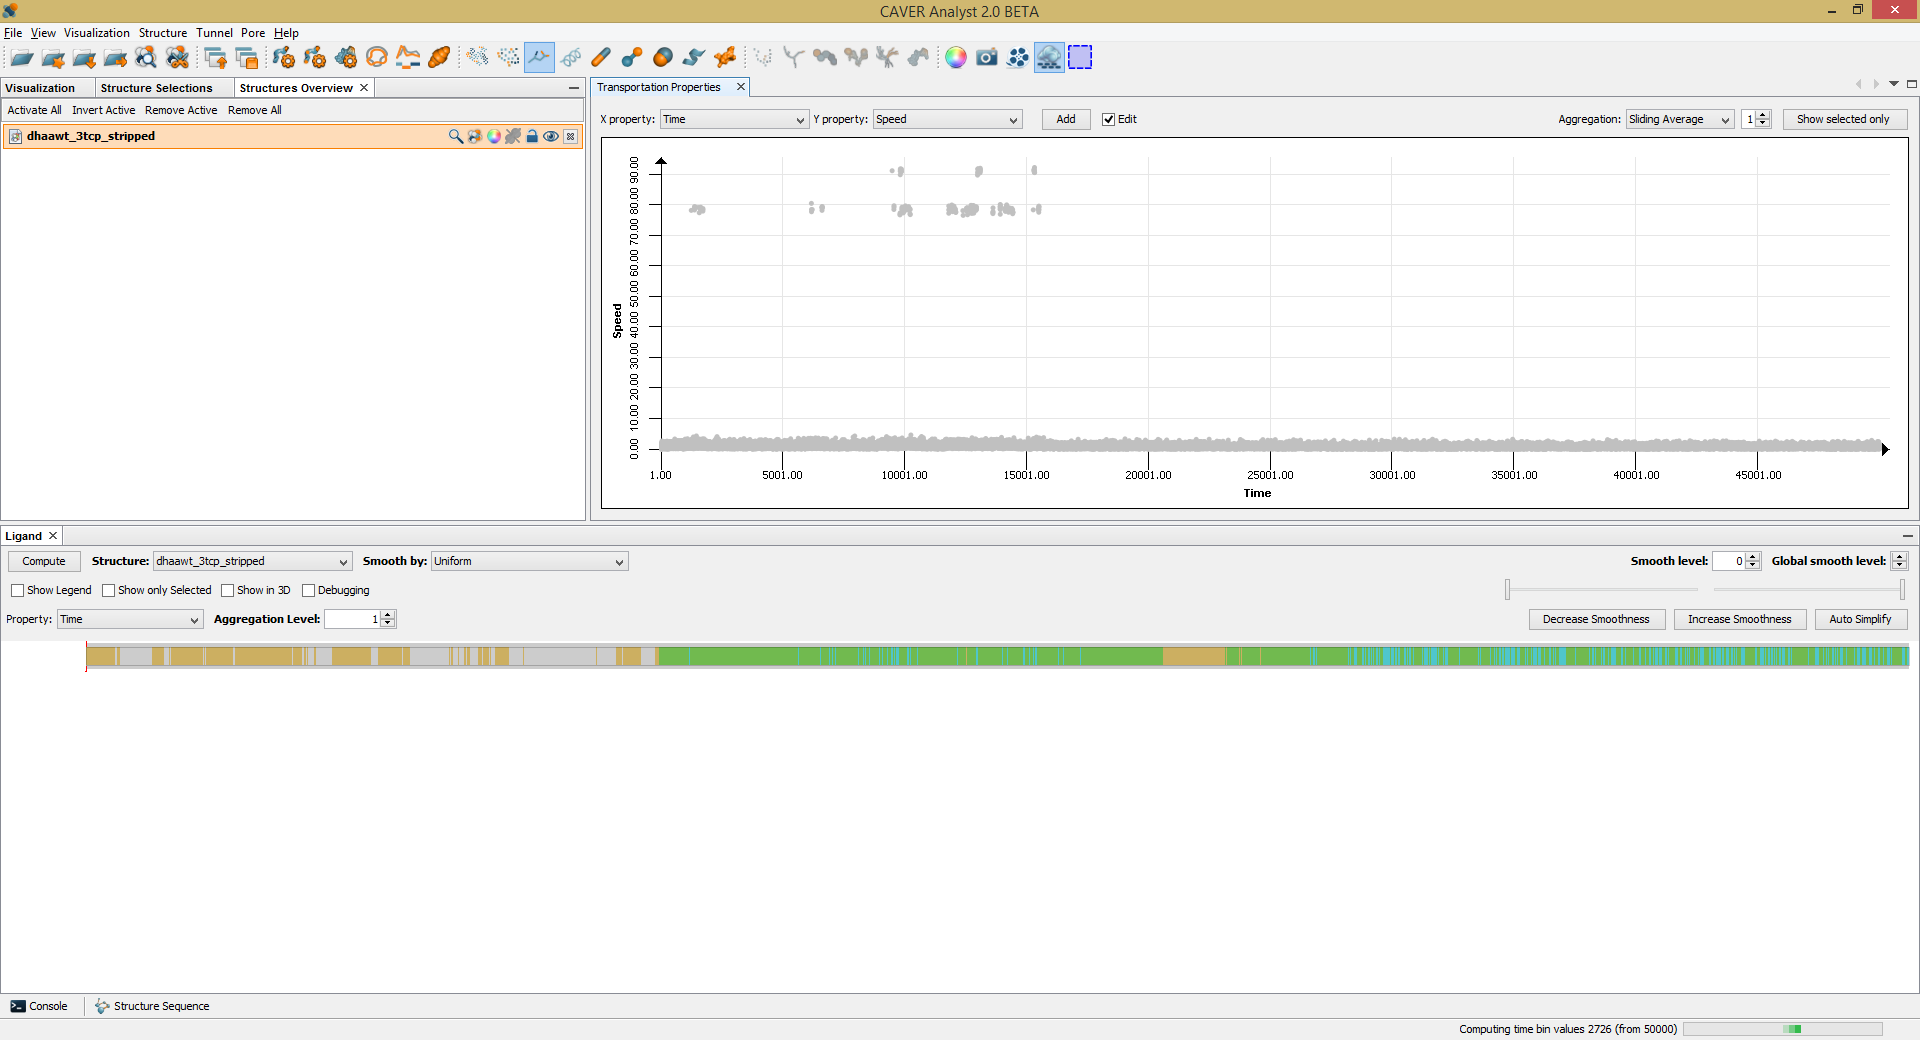 CAVER Analyst 2.0 BETA
File View Visualization Structure Tunnel Pore Help
Visualization Structure Selections Structures Overview
Activate All Invert Active Remove Active Remove All
dhaawt_3tcp_stripped
Transportation Properties
X property: Time Y property: Speed Add Edit Aggregation: Sliding Average 1 Show selected only
90.00
80.00
70.00
60.00
50.00
40.00
30.00
20.00
10.00
0.00
Speed
1.00 5001.00 10001.00 15001.00 20001.00 25001.00 30001.00 35001.00 40001.00 45001.00
Time
Ligand
Compute Structure: dhaawt_3tcp_stripped Smooth by: Uniform Smooth level: 0 Global smooth level:
Show Legend Show only Selected Show in 3D Debugging
Property: Time Aggregation Level: 1 Decrease Smoothness Increase Smoothness Auto Simplify
Console Structure Sequence
Computing time bin values 2726 (from 50000)